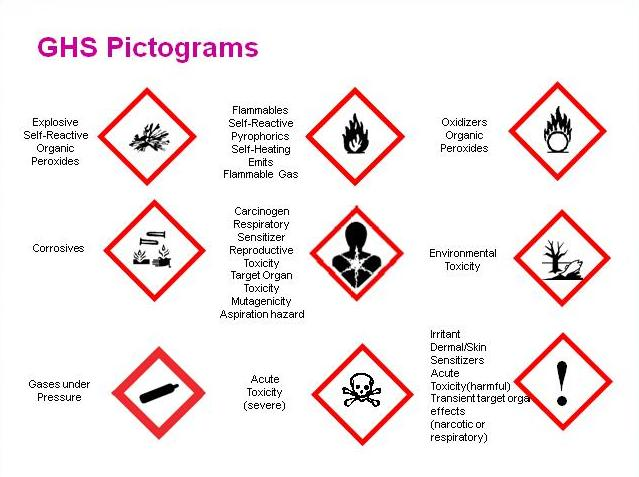 GHS Pictograms
Explosive
Self-Reactive
Organic
Peroxides
Flammables
Self-Reactive
Pyrophorics
Self-Heating
Emits
Flammable Gas
Oxidizers
Organic
Peroxides
Corrosives
Carcinogen
Respiratory
Sensitizer
Reproductive
Toxicity
Target Organ
Toxicity
Mutagenicity
Aspiration hazard
Environmental
Toxicity
Gases under
Pressure
Acute
Toxicity
(severe)
Irritant
Dermal/Skin
Sensitizers
Acute
Toxicity(harmful)
Transient target orga
effects
(narcotic or
respiratory)